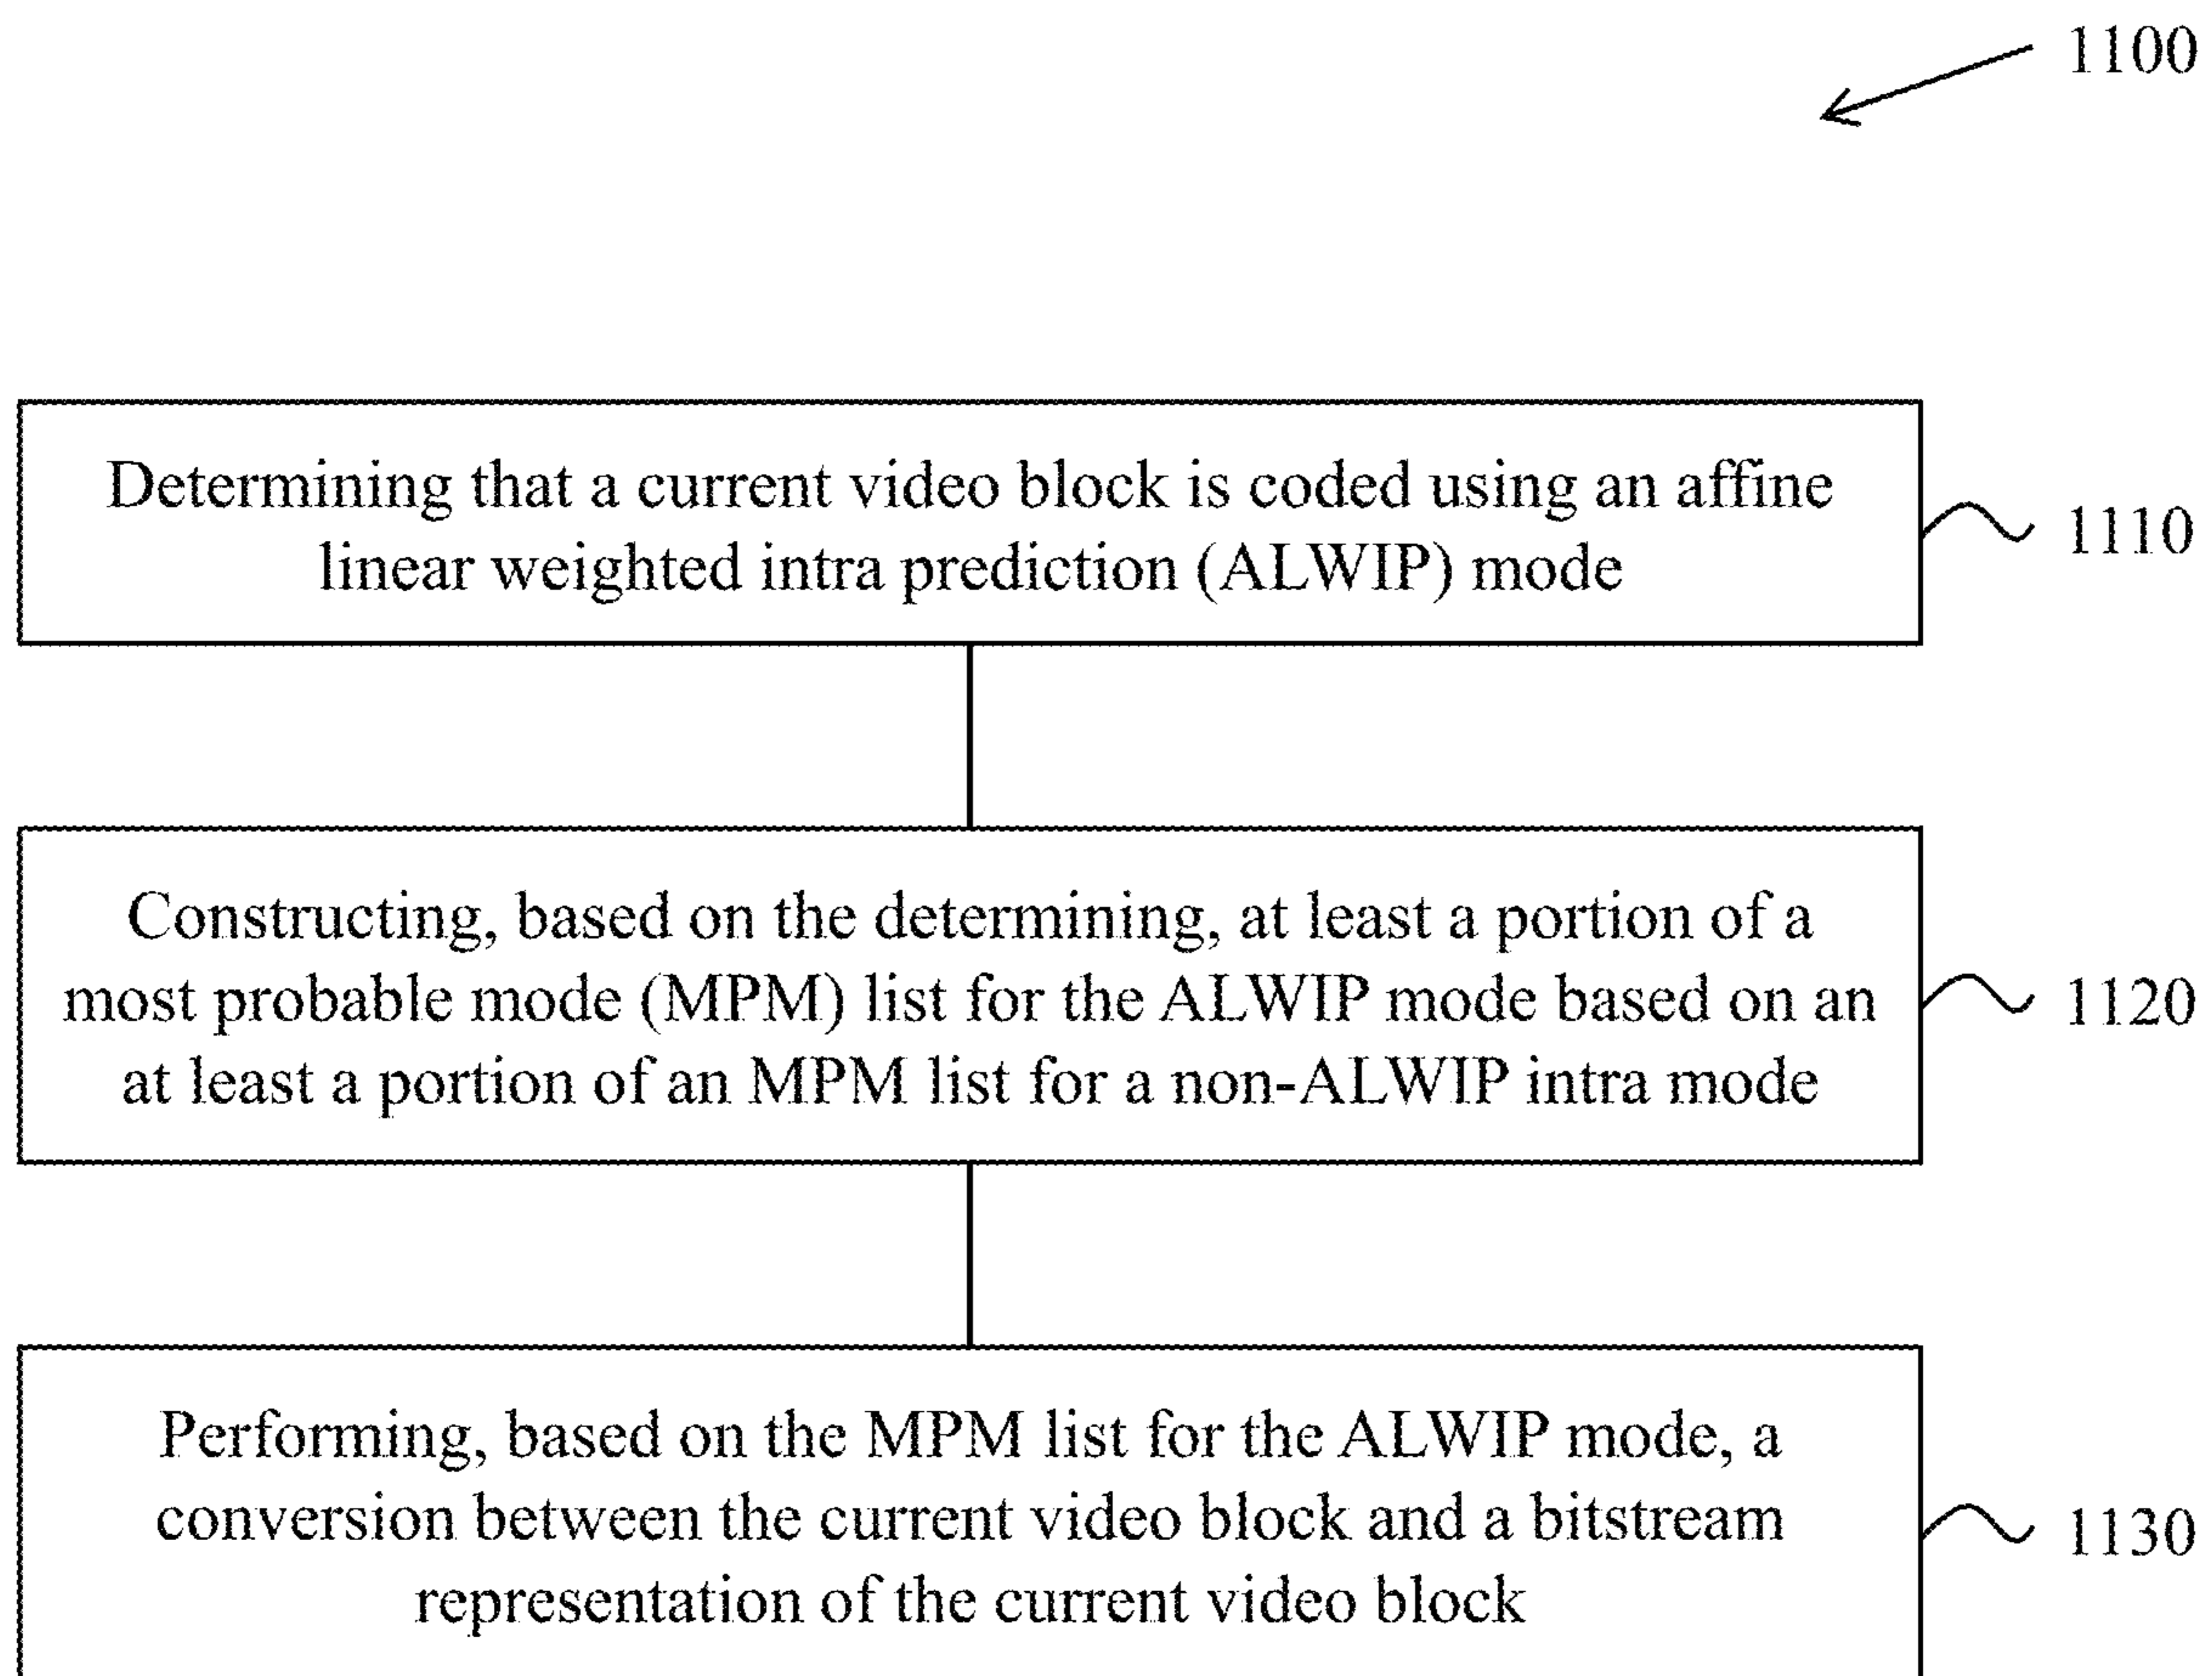 1100
Determining that a current video block is coded using an affine
linear weighted intra prediction (ALWIP) mode
1110
Constructing, based on the determining, at least a portion of a
most probable mode (MPM) list for the ALWIP mode based on an
at least a portion of an MPM list for a non-ALWIP intra mode
1120
Performing, based on the MPM list for the ALWIP mode, a
conversion between the current video block and a bitstream
representation of the current video block
1130